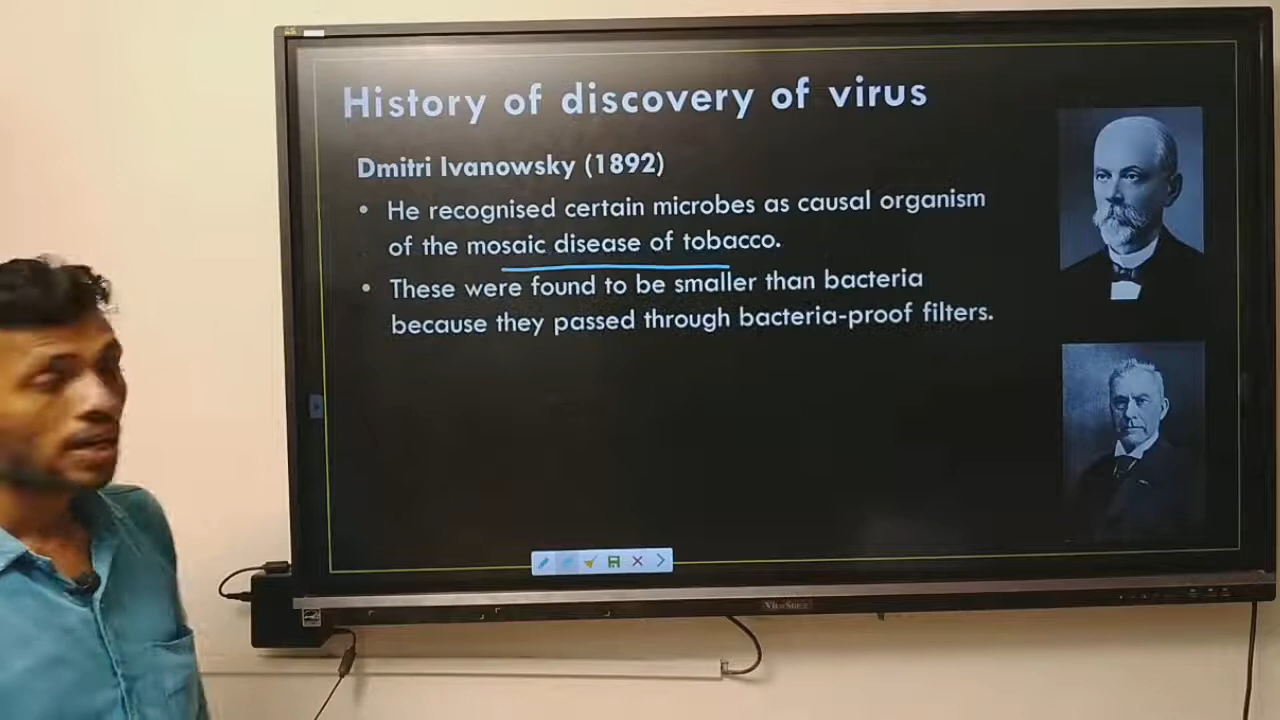 History of discovery of virus
Dmitri Ivanowsky (1892)
• He recognised certain microbes as causal organism
of the mosaic disease of tobacco.
• These were found to be smaller than bacteria
because they passed through bacteria-proof filters.
ViewSonic